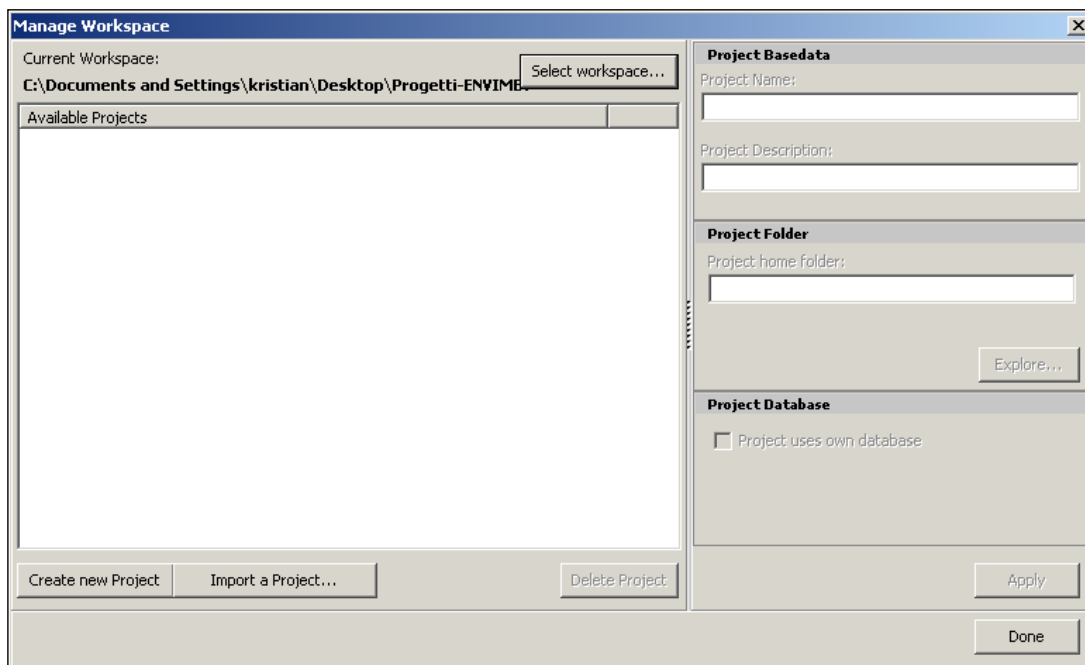 Manage Workspace
Current Workspace:
Select workspace...
C:\Documents and Settings\kristian\Desktop\Progetti-ENVIME
Available Projects
Create new Project
Import a Project...
Delete Project
Project Basedata
Project Name:
Project Description:
Project Folder
Project home folder:
Explore...
Project Database
Project uses own database
Apply
Done